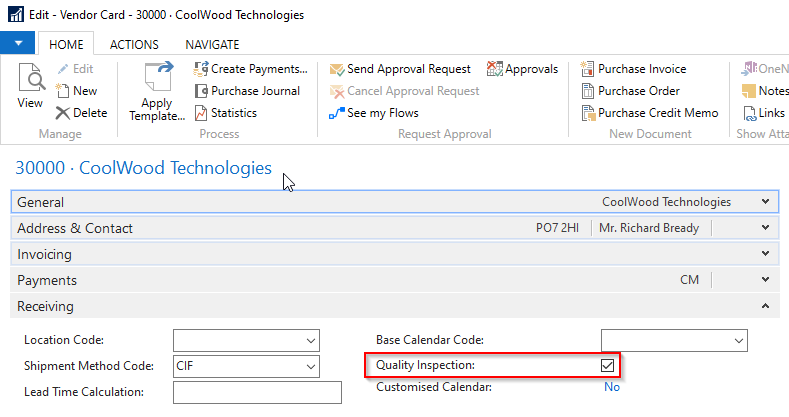 Edit - Vendor Card - 30000 · CoolWood Technologies
HOME ACTIONS NAVIGATE
View
Edit
New
Delete
Manage
Apply
Template...
Create Payments...
Purchase Journal
Statistics
Process
Send Approval Request
Cancel Approval Request
See my Flows
Approvals
Request Approval
Purchase Invoice
Purchase Order
Purchase Credit Memo
New Document
OneN
Notes
Links
Show Atta
30000 · CoolWood Technologies
General CoolWood Technologies
Address & Contact PO7 2HI Mr. Richard Bready
Invoicing
Payments CM
Receiving
Location Code: Base Calendar Code:
Shipment Method Code: CIF Quality Inspection:
Lead Time Calculation: Customised Calendar: No